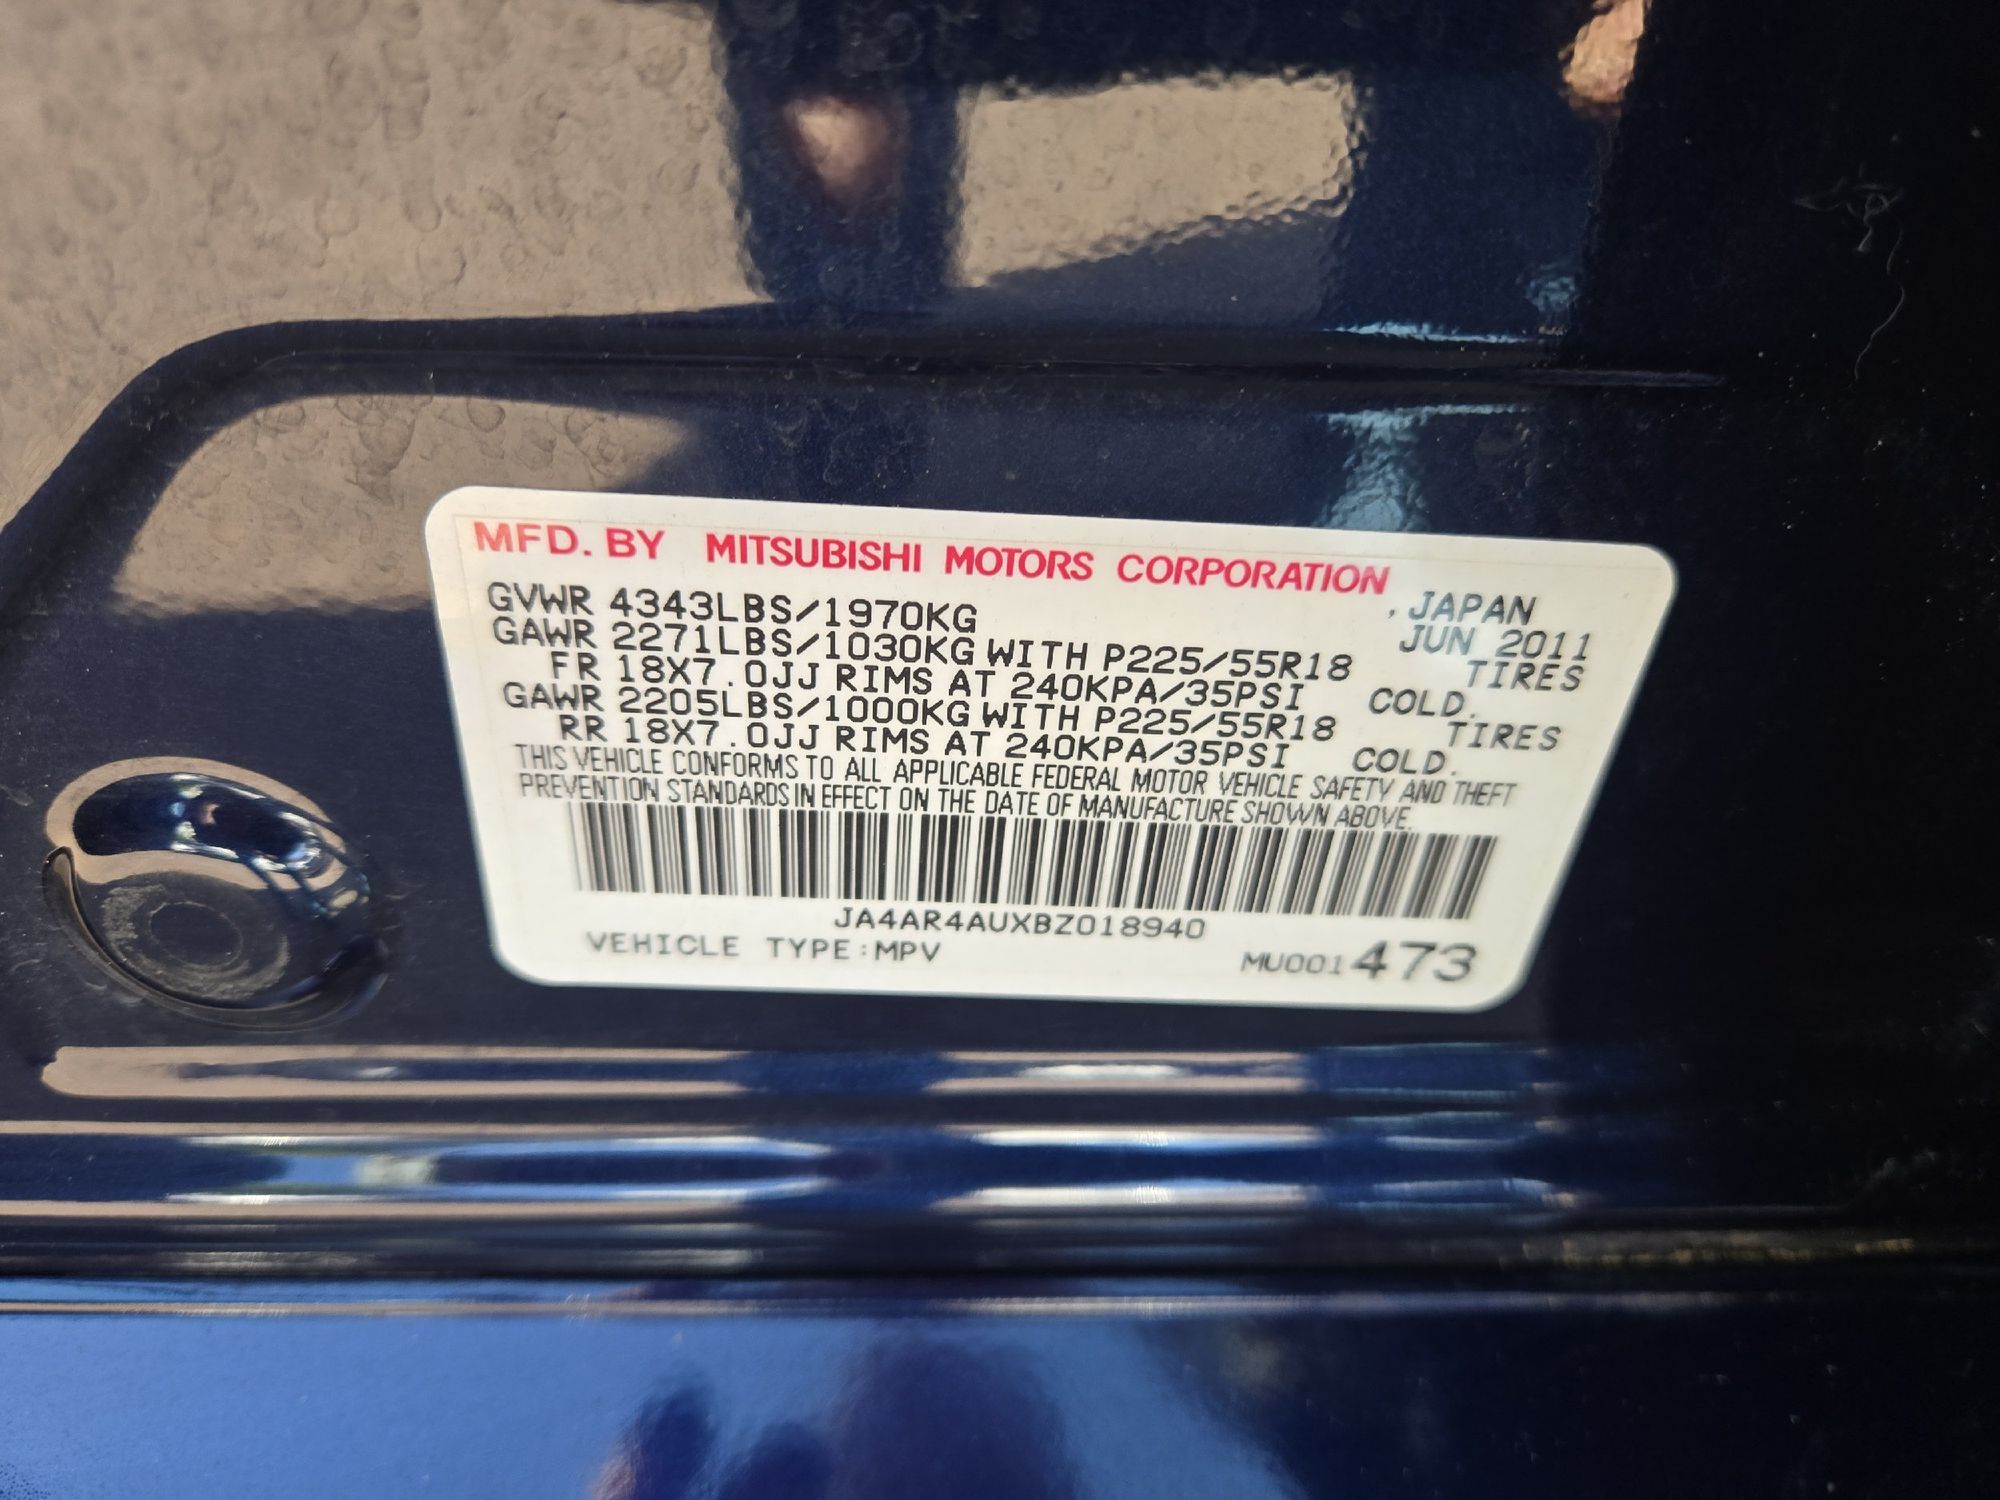 MFD. BY MITSUBISHI MOTORS CORPORATION
, JAPAN
GVWR 4343LBS/1970KG JUN 2011
GAWR 2271LBS/1030KG WITH P225/55R18 TIRES
FR 18X7.0JJ RIMS AT 240KPA/35PSI COLD.
GAWR 2205LBS/1000KG WITH P225/55R18 TIRES
RR 18X7.0JJ RIMS AT 240KPA/35PSI COLD.
THIS VEHICLE CONFORMS TO ALL APPLICABLE FEDERAL MOTOR VEHICLE SAFETY AND THEFT
PREVENTION STANDARDS IN EFFECT ON THE DATE OF MANUFACTURE SHOWN ABOVE.
JA4AR4AUXBZ018940
VEHICLE TYPE:MPV MU001473